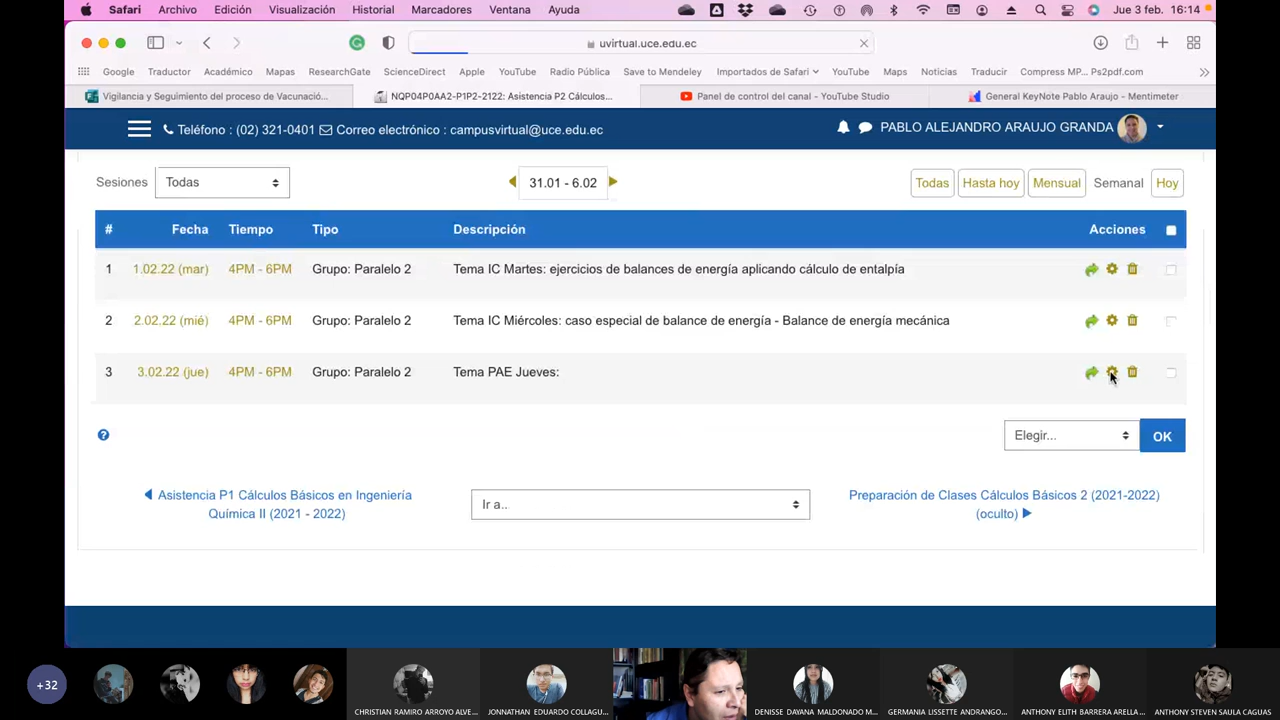 Safari Archivo Edición Visualización Historial Marcadores Ventana Ayuda Jue 3 feb. 16:14
uvirtual.uce.edu.ec
Google Traductor Académico Mapas ResearchGate ScienceDirect Apple YouTube Radio Pública Save to Mendeley Importados de Safari YouTube Maps Noticias Traducir Compress MP... Ps2pdf.com
Vigilancia y Seguimiento del proceso de Vacunació... NQP04P0AA2-P1P2-2122: Asistencia P2 Cálculos... Panel de control del canal - YouTube Studio General KeyNote Pablo Araujo - Mentimeter
Teléfono : (02) 321-0401 Correo electrónico : campusvirtual@uce.edu.ec PABLO ALEJANDRO ARAUJO GRANDA
Sesiones Todas 31.01 - 6.02 Todas Hasta hoy Mensual Semanal Hoy
# Fecha Tiempo Tipo Descripción Acciones
1 1.02.22 (mar) 4PM - 6PM Grupo: Paralelo 2 Tema IC Martes: ejercicios de balances de energía aplicando cálculo de entalpía
2 2.02.22 (mié) 4PM - 6PM Grupo: Paralelo 2 Tema IC Miércoles: caso especial de balance de energía - Balance de energía mecánica
3 3.02.22 (jue) 4PM - 6PM Grupo: Paralelo 2 Tema PAE Jueves:
? Elegir... OK
Asistencia P1 Cálculos Básicos en Ingeniería
Química II (2021 - 2022)
Ir a..
Preparación de Clases Cálculos Básicos 2 (2021-2022)
(oculto)
+32
CHRISTIAN RAMIRO ARROYO ALVE... JONNATHAN EDUARDO COLLAGU... DENISSE DAYANA MALDONADO M... GERMANIA LISSETTE ANDRANGO... ANTHONY ELITH BARRERA ARELLA... ANTHONY STEVEN SAULA CAGUAS